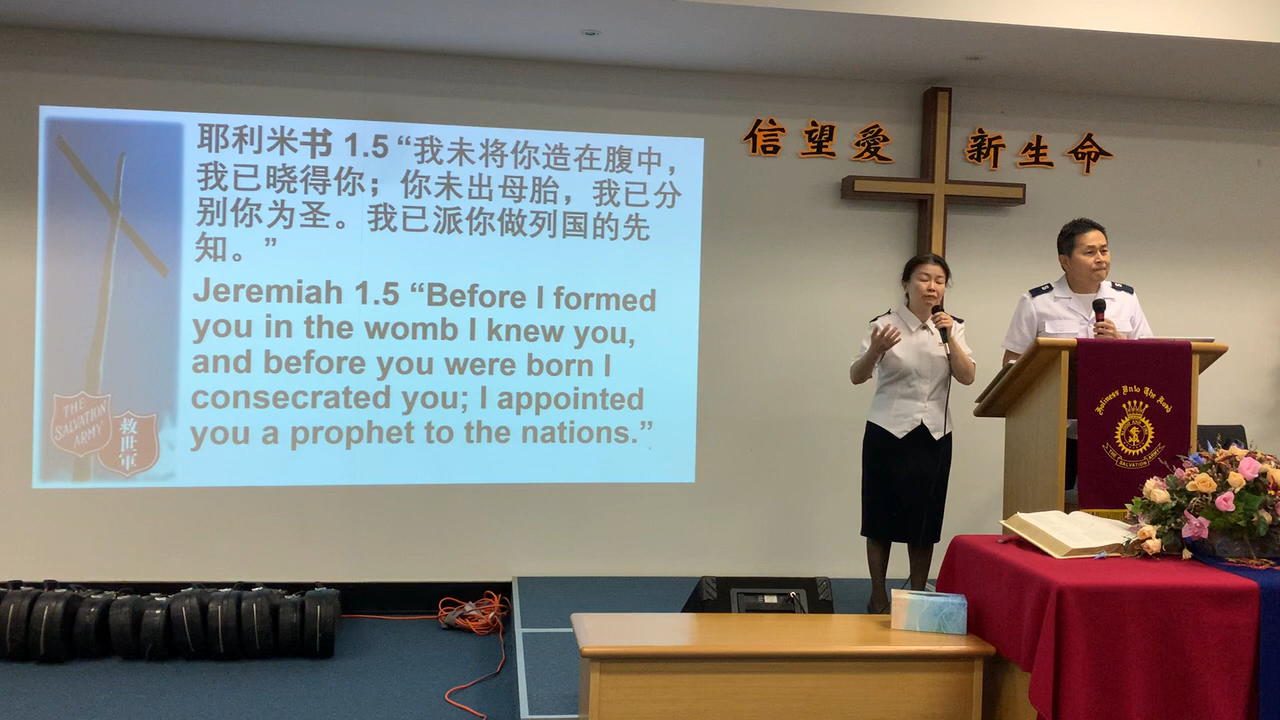 耶利米书 1.5 “我未将你造在腹中，
我已晓得你；你未出母胎，我已分
别你为圣。我已派你做列国的先
知。”
Jeremiah 1.5 “Before I formed
you in the womb I knew you,
and before you were born I
consecrated you; I appointed
you a prophet to the nations.”
THE
SALVATION
ARMY
救世軍
信望愛 新生命
Holiness Unto The Lord
THE SALVATION ARMY